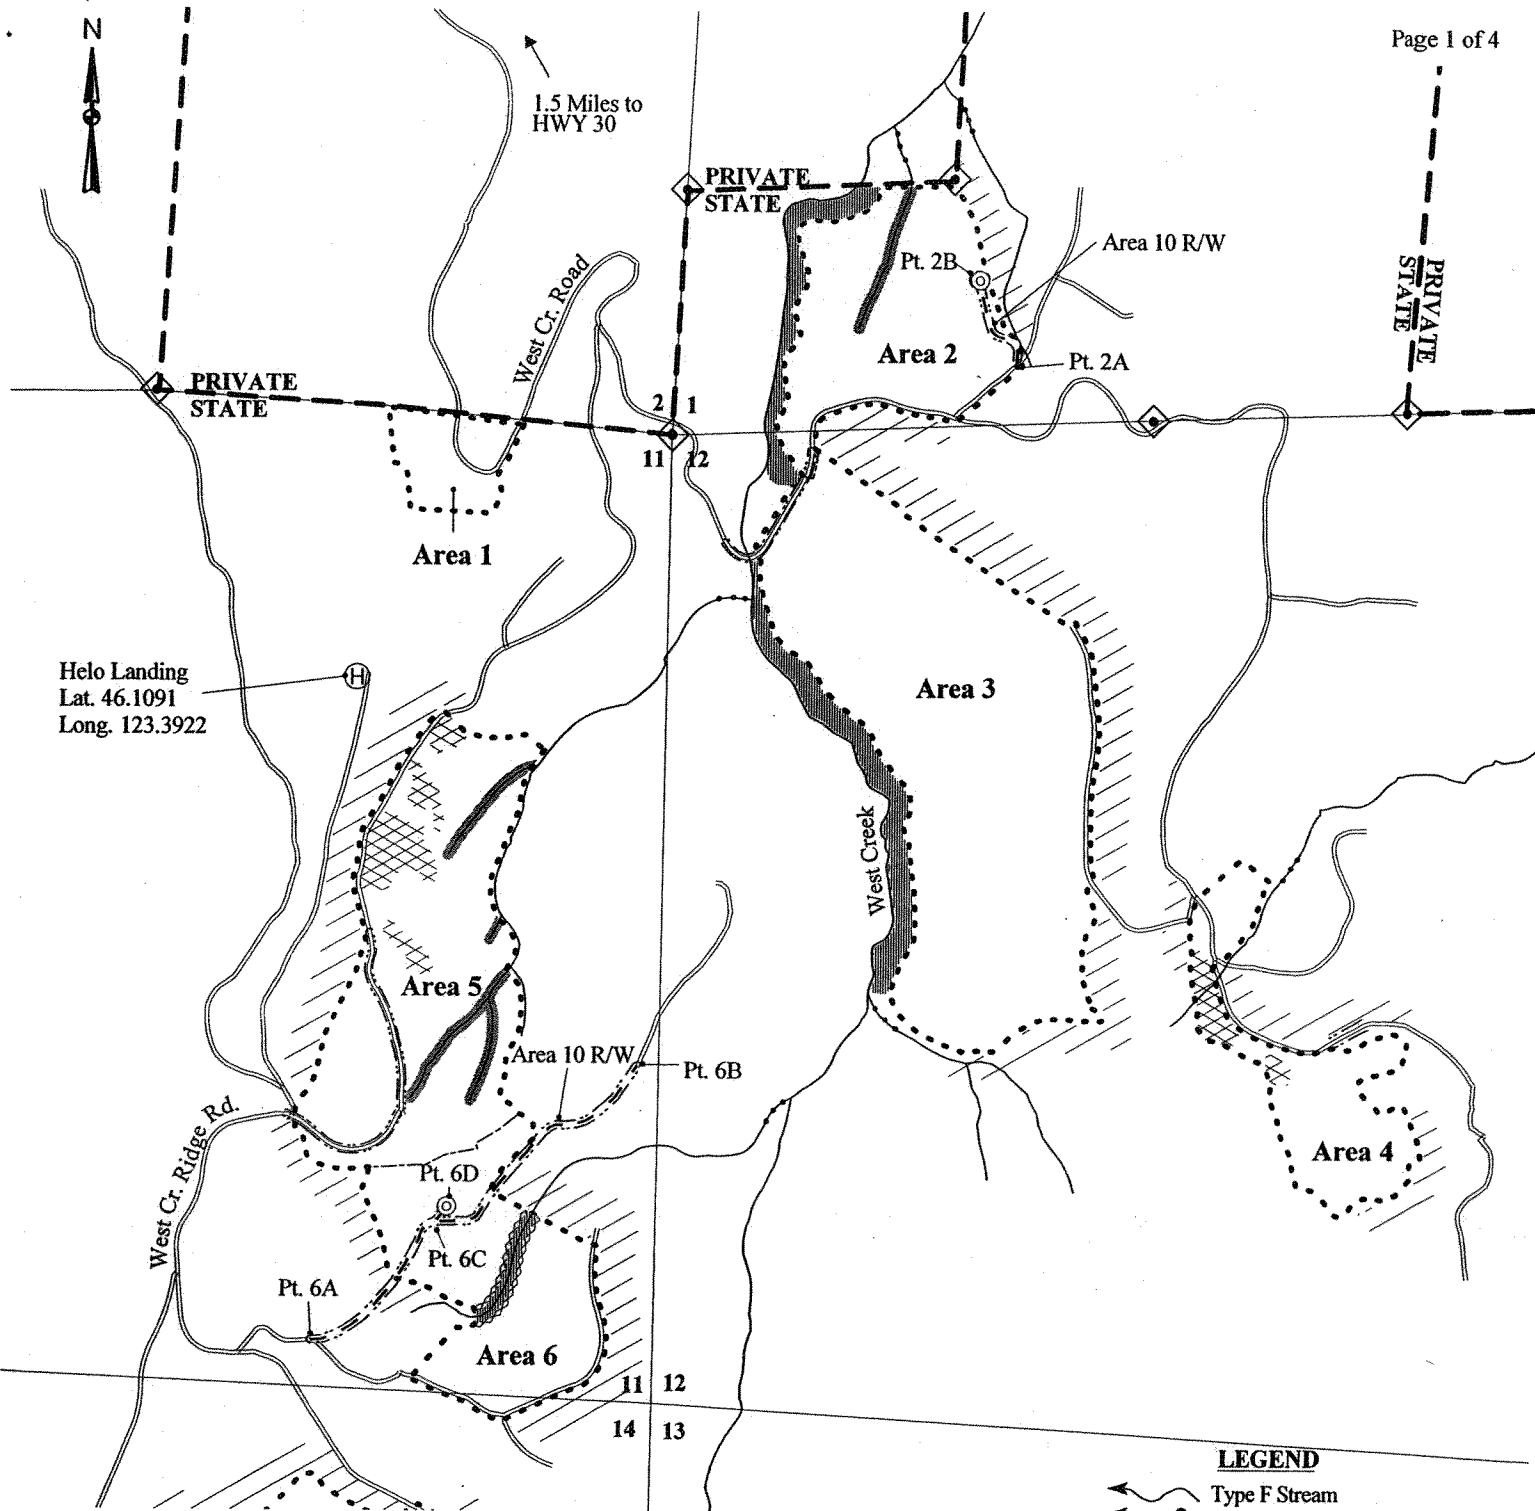 N
Page 1 of 4
1.5 Miles to
HWY 30
PRIVATE
STATE
Area 10 R/W
Pt. 2B
PRIVATE
STATE
West Cr. Road
Area 2
Pt. 2A
PRIVATE
STATE
2 1
11 12
Area 1
Helo Landing
Lat. 46.1091
Long. 123.3922
Area 3
West Creek
Area 5
Area 10 R/W
Pt. 6B
West Cr. Ridge Rd.
Area 4
Pt. 6D
Pt. 6C
Pt. 6A
Area 6
11 12
14 13
LEGEND
Type F Stream
H